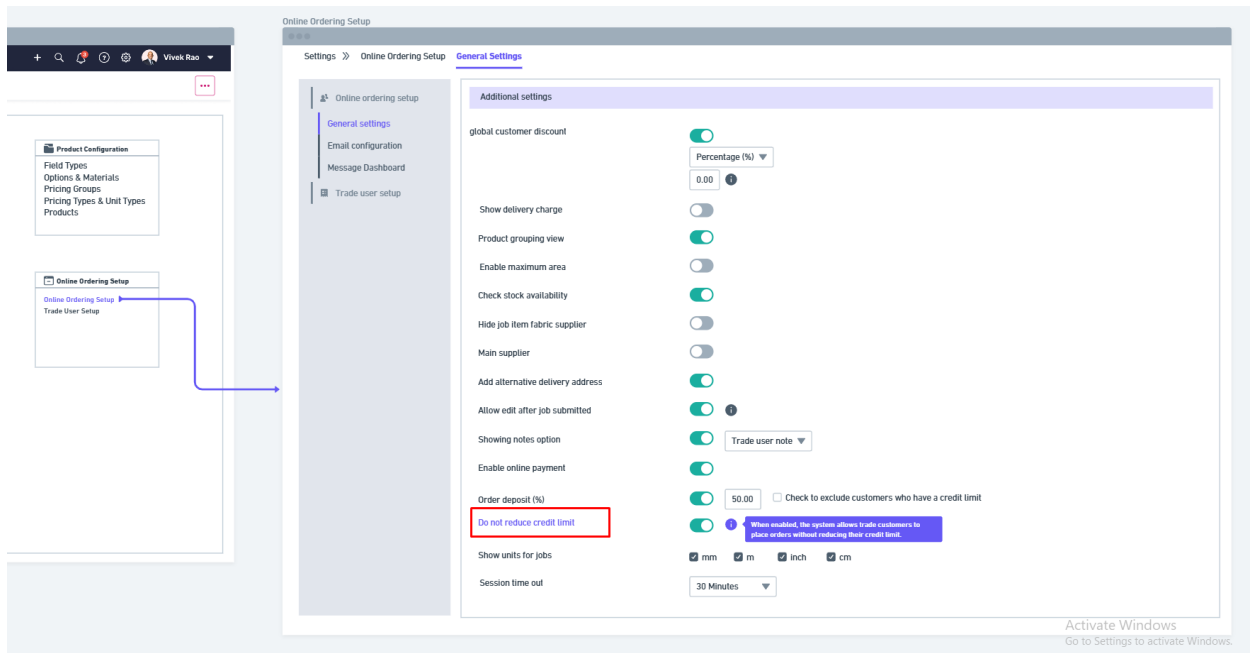 Online Ordering Setup
3
Vivek Rao
Settings
Online Ordering Setup
General Settings
Product Configuration
Field Types
Options & Materials
Pricing Groups
Pricing Types & Unit Types
Products
Online Ordering Setup
Online Ordering Setup
Trade User Setup
Online ordering setup
General settings
Email configuration
Message Dashboard
Trade user setup
Additional settings
global customer discount
Percentage (%)
0.00
Show delivery charge
Product grouping view
Enable maximum area
Check stock availability
Hide job item fabric supplier
Main supplier
Add alternative delivery address
Allow edit after job submitted
Showing notes option
Trade user note
Enable online payment
Order deposit (%)
50.00
Check to exclude customers who have a credit limit
Do not reduce credit limit
When enabled, the system allows trade customers to
place orders without reducing their credit limit.
Show units for jobs
mm
m
inch
cm
Session time out
30 Minutes
Activate Windows
Go to Settings to activate Windows.